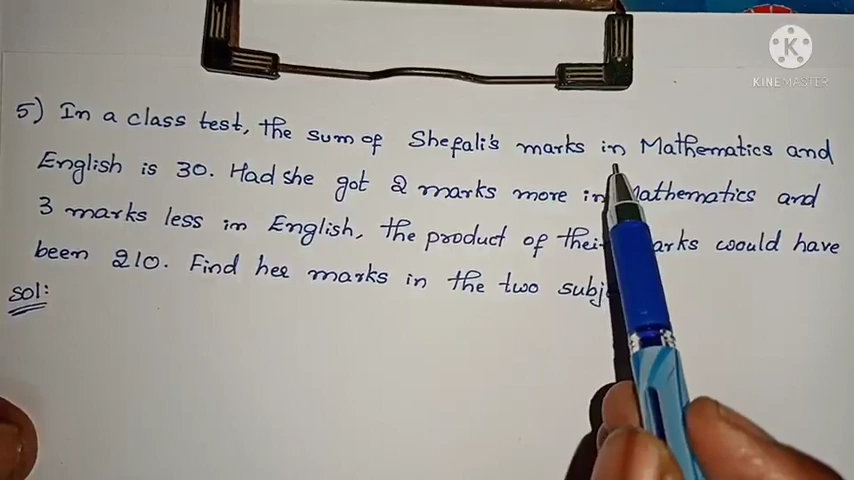 KINEMASTER
5) In a class test, the sum of Shefali's marks in Mathematics and
English is 30. Had she got 2 marks more in Mathematics and
3 marks less in English, the product of their marks would have
been 210. Find her marks in the two
Sol: